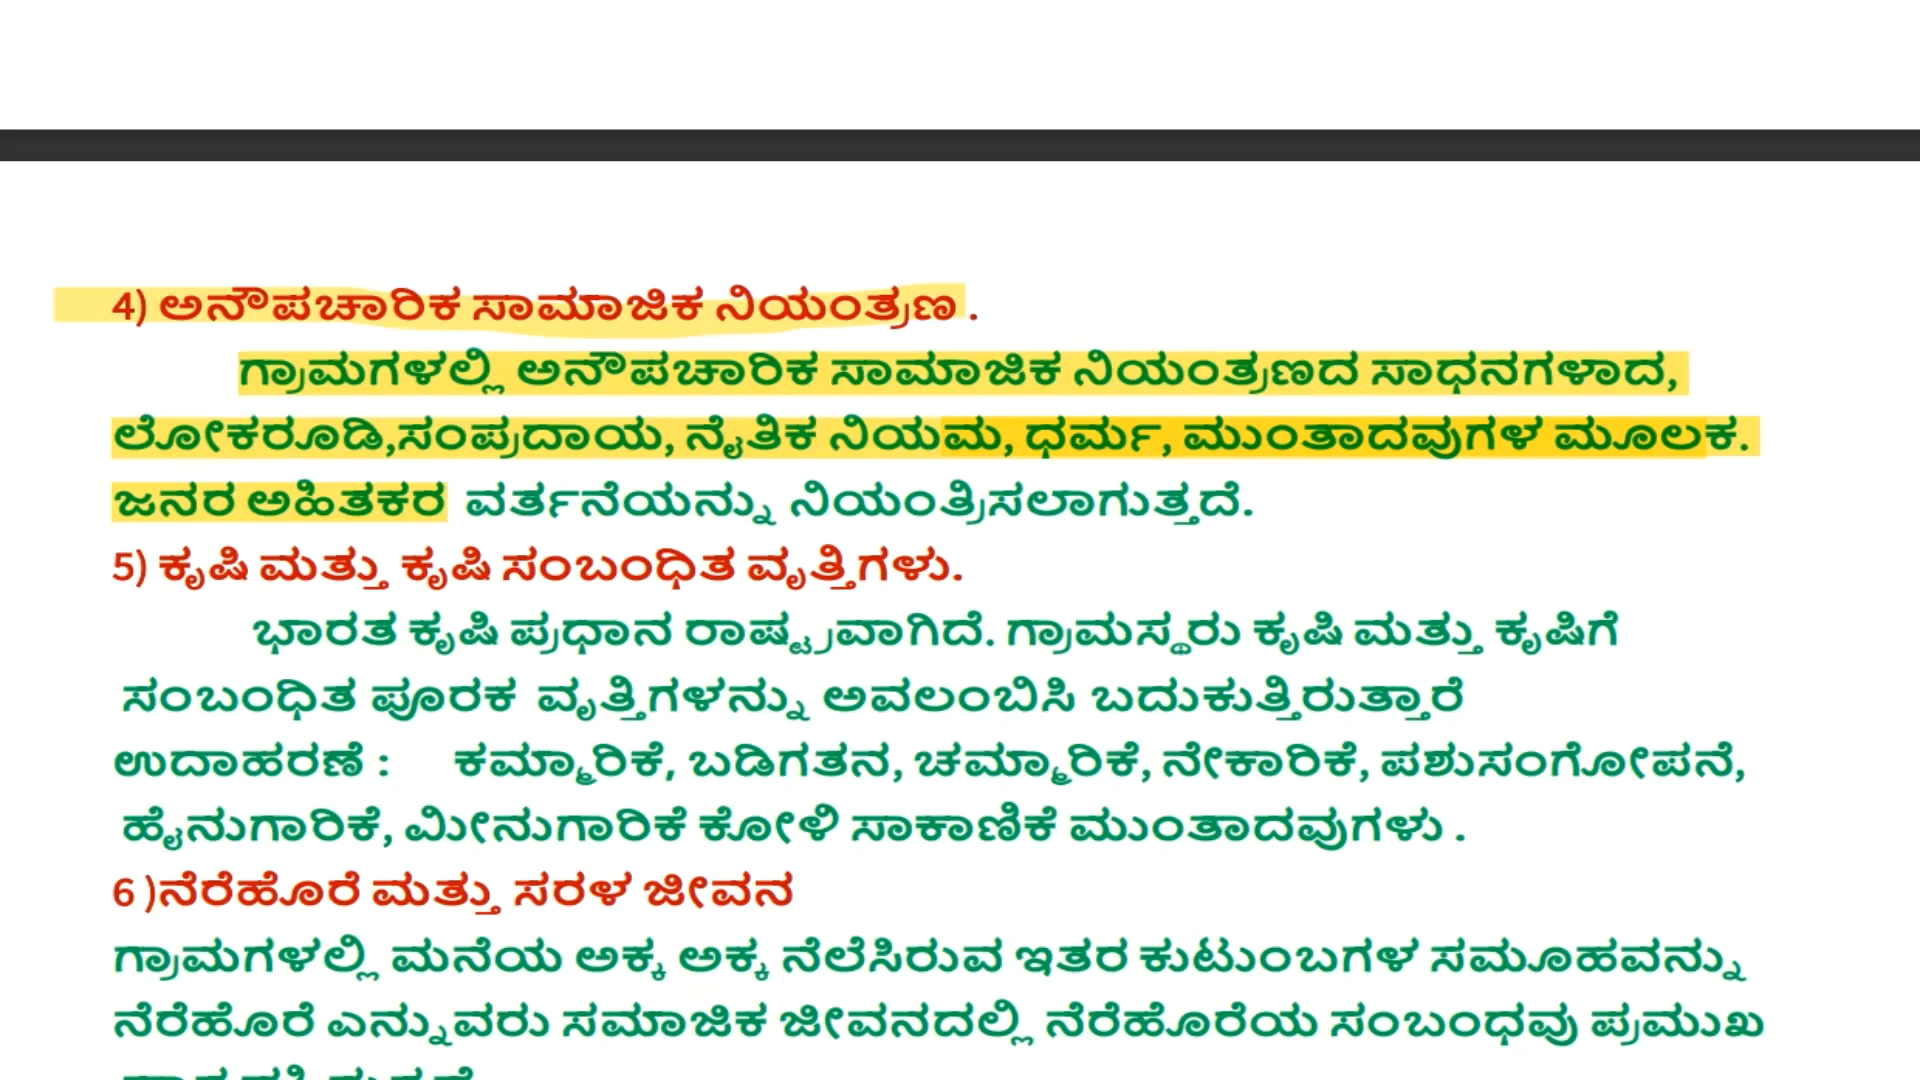 4) ಅನೌಪಚಾರಿಕ ಸಾಮಾಜಿಕ ನಿಯಂತ್ರಣ .
ಗ್ರಾಮಗಳಲ್ಲಿ ಅನೌಪಚಾರಿಕ ಸಾಮಾಜಿಕ ನಿಯಂತ್ರಣದ ಸಾಧನಗಳಾದ,
ಲೋಕರೂಡಿ,ಸಂಪ್ರದಾಯ, ನೈತಿಕ ನಿಯಮ, ಧರ್ಮ, ಮುಂತಾದವುಗಳ ಮೂಲಕ.
ಜನರ ಅಹಿತಕರ ವರ್ತನೆಯನ್ನು ನಿಯಂತ್ರಿಸಲಾಗುತ್ತದೆ.
5) ಕೃಷಿ ಮತ್ತು ಕೃಷಿ ಸಂಬಂಧಿತ ವೃತ್ತಿಗಳು.
ಭಾರತ ಕೃಷಿ ಪ್ರಧಾನ ರಾಷ್ಟ್ರವಾಗಿದೆ. ಗ್ರಾಮಸ್ಥರು ಕೃಷಿ ಮತ್ತು ಕೃಷಿಗೆ
ಸಂಬಂಧಿತ ಪೂರಕ ವೃತ್ತಿಗಳನ್ನು ಅವಲಂಬಿಸಿ ಬದುಕುತ್ತಿರುತ್ತಾರೆ
ಉದಾಹರಣೆ : ಕಮ್ಮಾರಿಕೆ, ಬಡಿಗತನ, ಚಮ್ಮಾರಿಕೆ, ನೇಕಾರಿಕೆ, ಪಶುಸಂಗೋಪನೆ,
ಹೈನುಗಾರಿಕೆ, ಮೀನುಗಾರಿಕೆ ಕೋಳಿ ಸಾಕಾಣಿಕೆ ಮುಂತಾದವುಗಳು .
6 )ನೆರೆಹೊರೆ ಮತ್ತು ಸರಳ ಜೀವನ
ಗ್ರಾಮಗಳಲ್ಲಿ ಮನೆಯ ಅಕ್ಕ ಅಕ್ಕ ನೆಲೆಸಿರುವ ಇತರ ಕುಟುಂಬಗಳ ಸಮೂಹವನ್ನು
ನೆರೆಹೊರೆ ಎನ್ನುವರು ಸಮಾಜಿಕ ಜೀವನದಲ್ಲಿ ನೆರೆಹೊರೆಯ ಸಂಬಂಧವು ಪ್ರಮುಖ